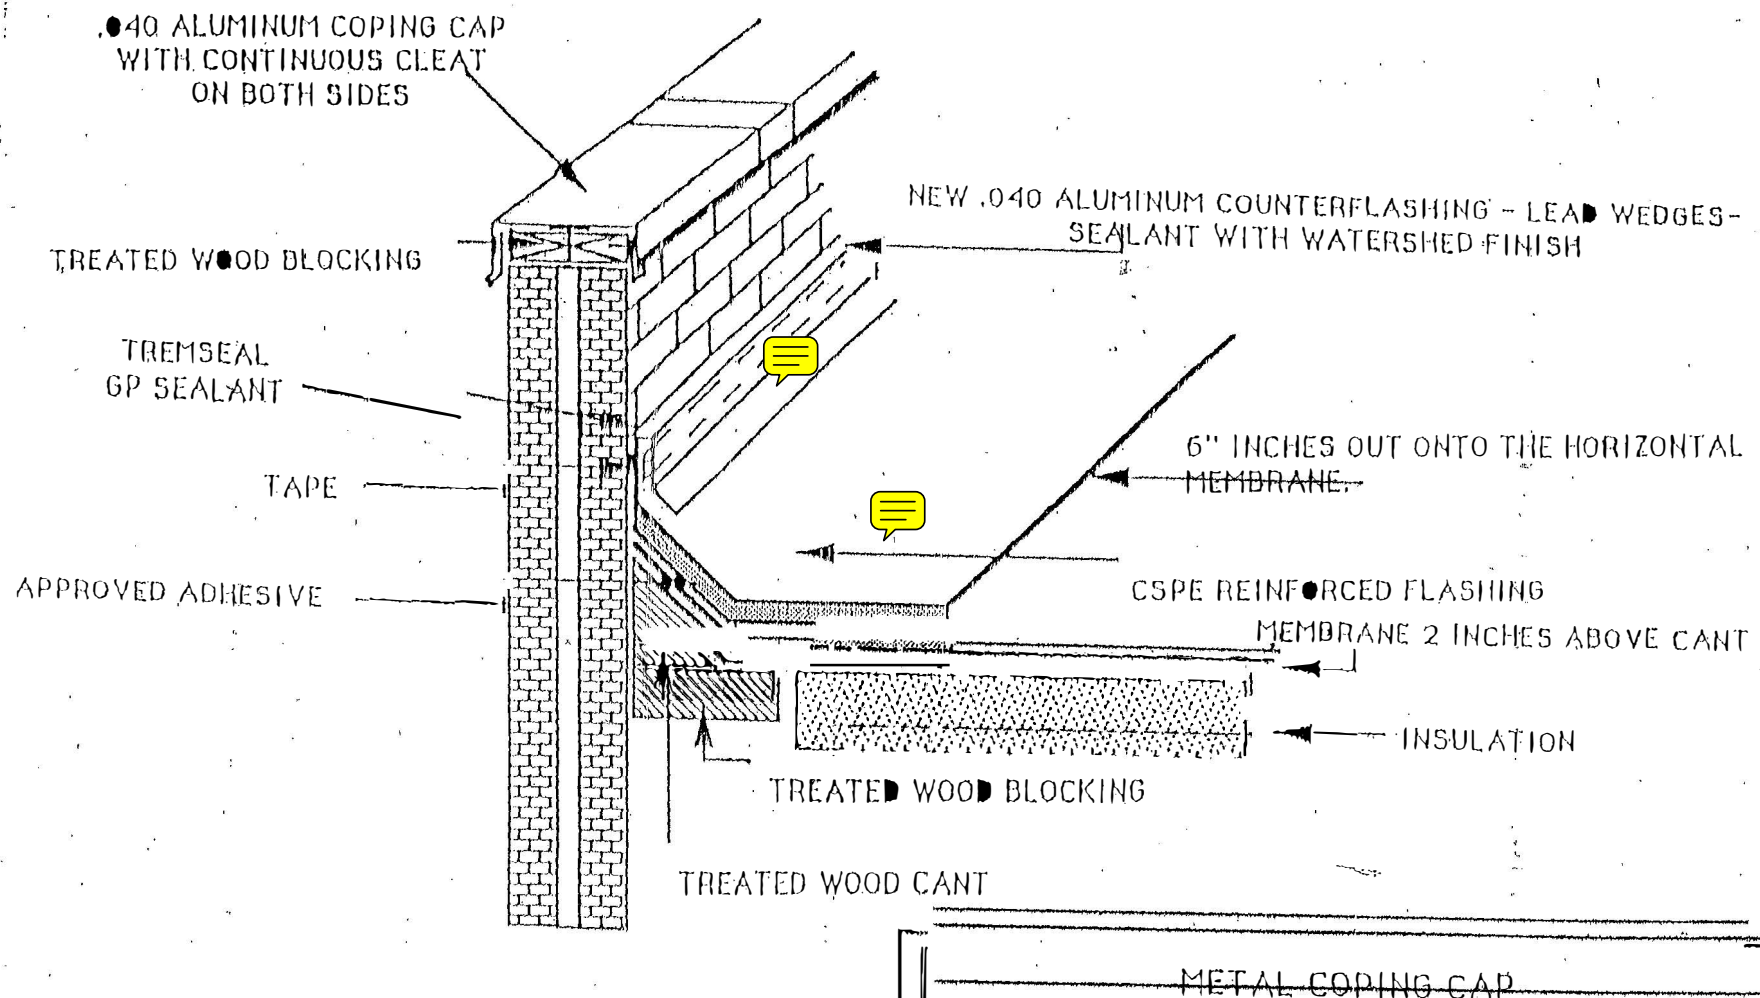 .040 ALUMINUM COPING CAP
WITH CONTINUOUS CLEAT
ON BOTH SIDES
NEW .040 ALUMINUM COUNTERFLASHING - LEAD WEDGES-
SEALANT WITH WATERSHED FINISH
TREATED WOOD BLOCKING
TREMSEAL
GP SEALANT
6" INCHES OUT ONTO THE HORIZONTAL
MEMBRANE.
TAPE
APPROVED ADHESIVE
CSPE REINFORCED FLASHING
MEMBRANE 2 INCHES ABOVE CANT
INSULATION
TREATED WOOD BLOCKING
TREATED WOOD CANT
METAL COPING CAP